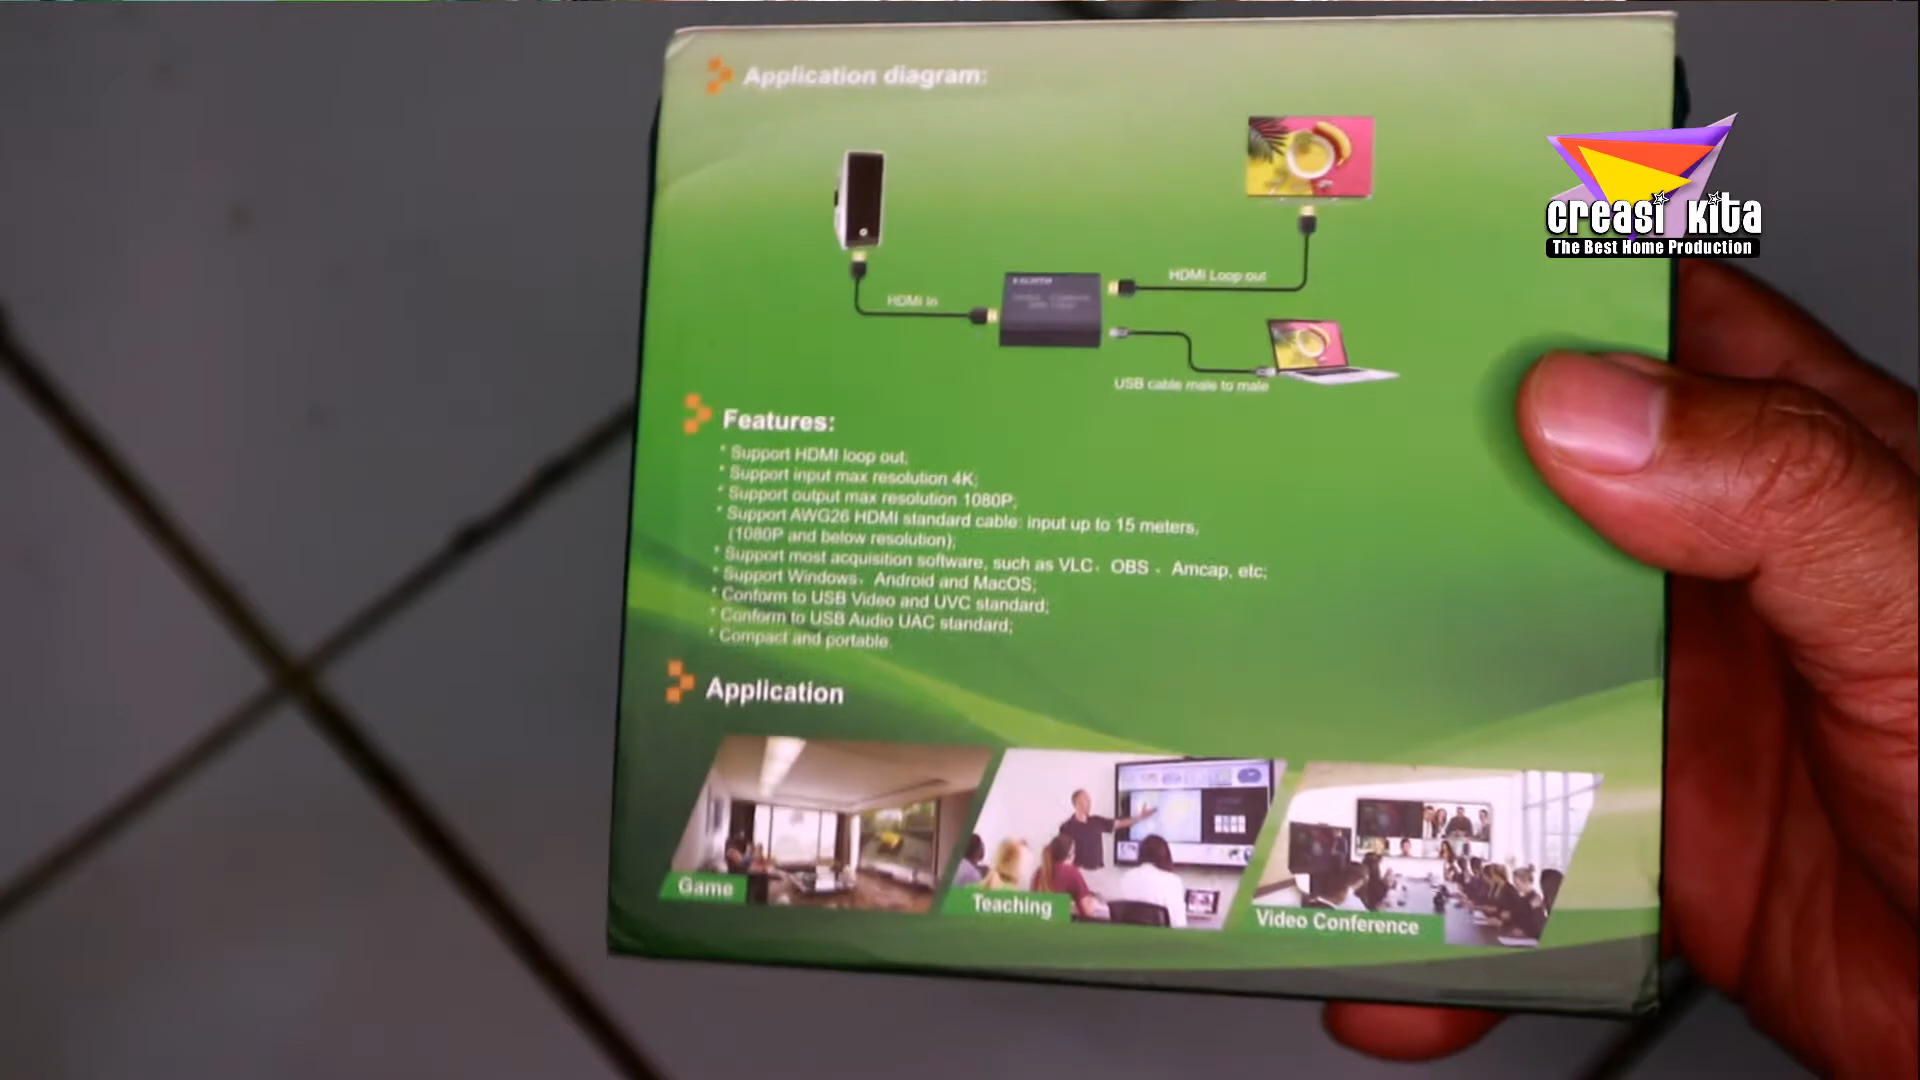 Application diagram:
creasi kita
The Best Home Production
HDMI Loop out
HDMI In
USB cable male to male
Features:
* Support HDMI loop out;
* Support input max resolution 4K;
* Support output max resolution 1080P;
* Support AWG26 HDMI standard cable: input up to 15 meters,
(1080P and below resolution);
* Support most acquisition software, such as VLC、OBS 、Amcap, etc;
* Support Windows、Android and MacOS;
* Conform to USB Video and UVC standard;
* Conform to USB Audio UAC standard;
* Compact and portable.
Application
Game
Teaching
Video Conference